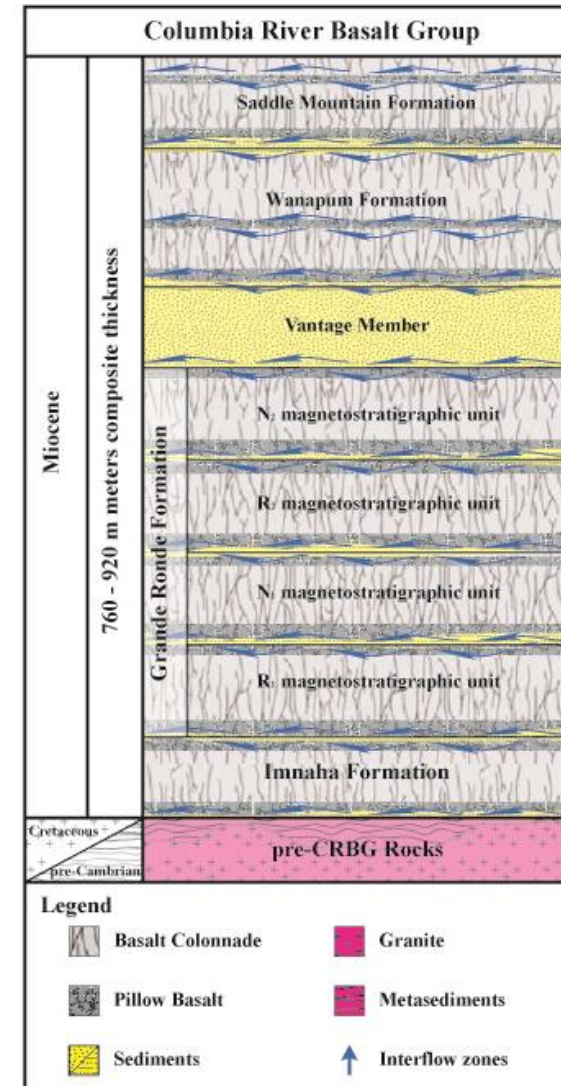 Columbia River Basalt Group
Miocene
760 - 920 m meters composite thickness
Saddle Mountain Formation
Wanapum Formation
Vantage Member
Grande Ronde Formation
N₂ magnetostratigraphic unit
R₂ magnetostratigraphic unit
N₁ magnetostratigraphic unit
R₁ magnetostratigraphic unit
Imnaha Formation
Cretaceous
pre-Cambrian
pre-CRBG Rocks
Legend
Basalt Colonnade
Granite
Pillow Basalt
Metasediments
Sediments
Interflow zones